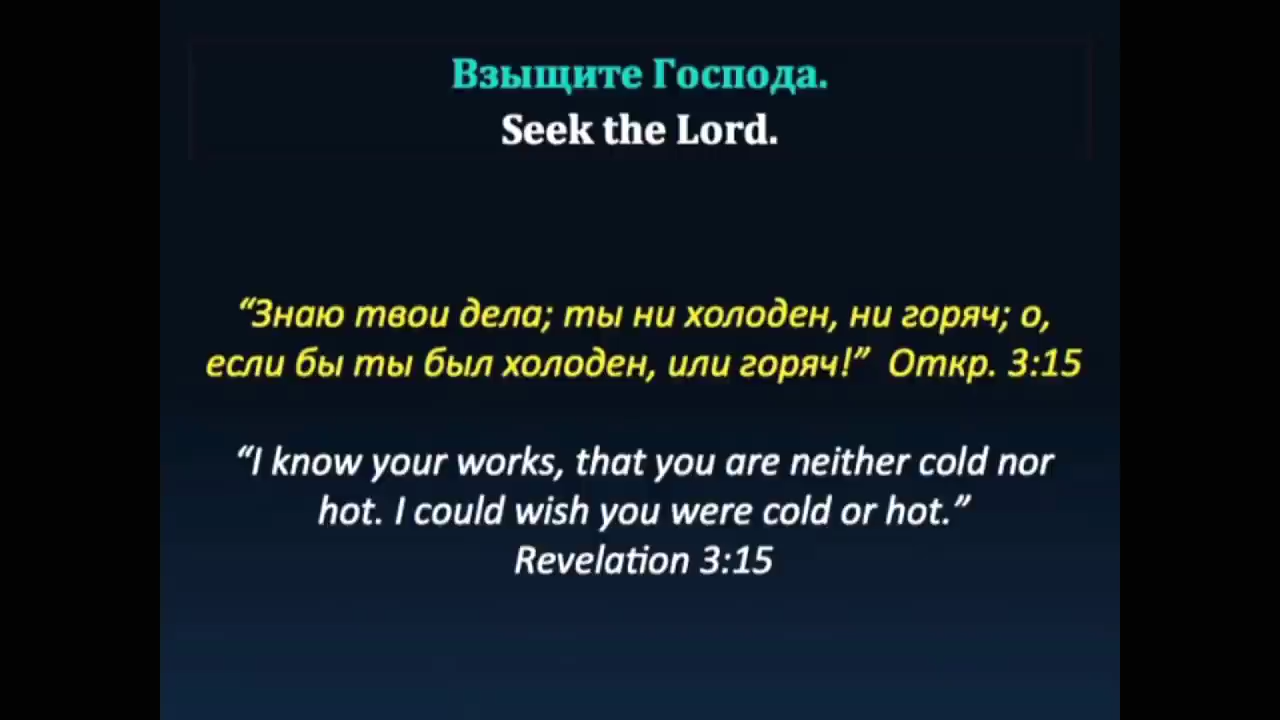 Взыщите Господа.
Seek the Lord.
“Знаю твои дела; ты ни холоден, ни горяч; о,
если бы ты был холоден, или горяч!” Откр. 3:15
“I know your works, that you are neither cold nor
hot. I could wish you were cold or hot.”
Revelation 3:15